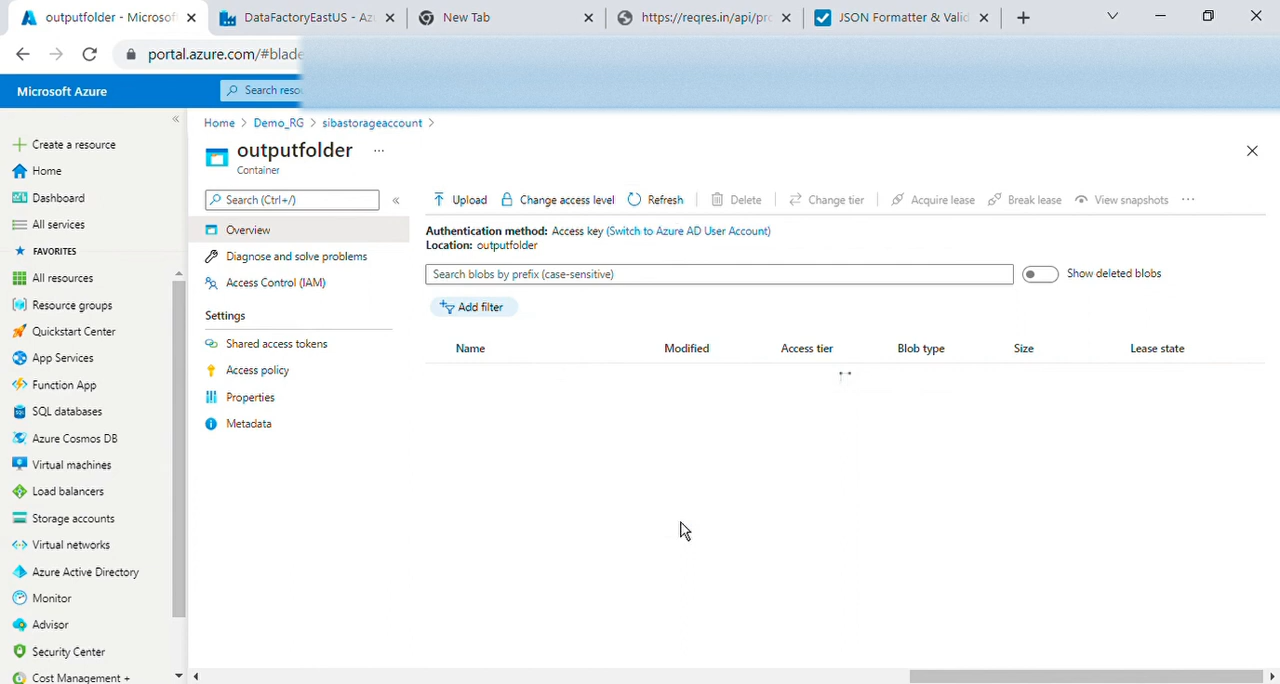 outputfolder - Microsoft
DataFactoryEastUS - Az
New Tab
https://reqres.in/api/pro
JSON Formatter & Valid
portal.azure.com/#blade
Microsoft Azure
Search resou
Home > Demo_RG > sibastorageaccount >
outputfolder ...
Container
Create a resource
Home
Dashboard
All services
FAVORITES
All resources
Resource groups
Quickstart Center
App Services
Function App
SQL databases
Azure Cosmos DB
Virtual machines
Load balancers
Storage accounts
Virtual networks
Azure Active Directory
Monitor
Advisor
Security Center
Cost Management +
Search (Ctrl+/)
Overview
Diagnose and solve problems
Access Control (IAM)
Settings
Shared access tokens
Access policy
Properties
Metadata
Upload Change access level Refresh Delete Change tier Acquire lease Break lease View snapshots ...
Authentication method: Access key (Switch to Azure AD User Account)
Location: outputfolder
Search blobs by prefix (case-sensitive)
Show deleted blobs
Add filter
Name Modified Access tier Blob type Size Lease state